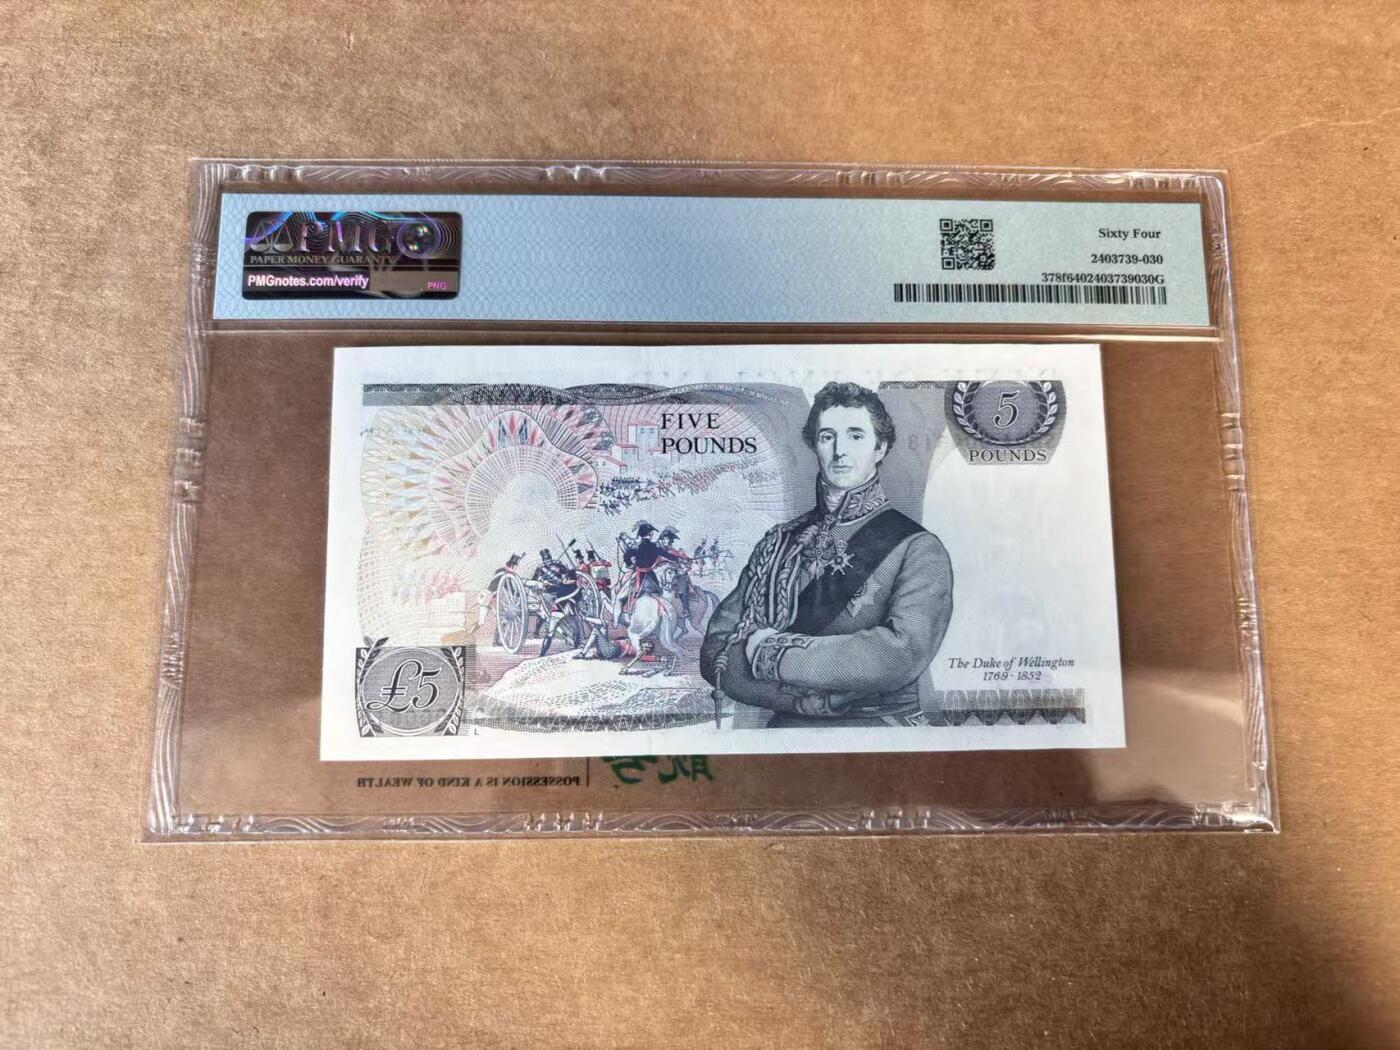 PMG
PAPER MONEY GUARANTY
PMGnotes.com/verify
PNG
Sixty Four
2403739-030
378f6402403739030G
FIVE
POUNDS
5
POUNDS
The Duke of Wellington
1769 · 1852
£5
L
POSSESSION IS A KIND OF WEALTH